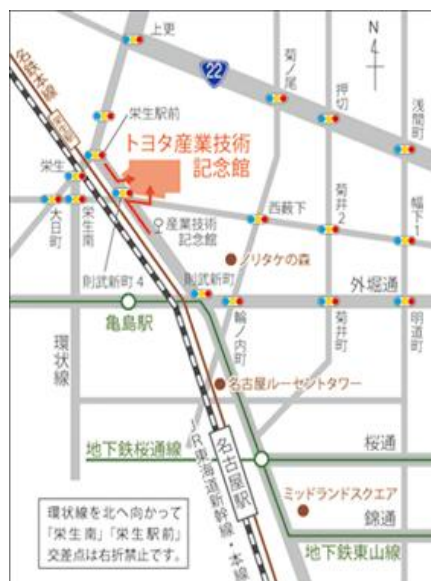 上更
N
22
菊ノ尾
押切
浅間町
名鉄本線
栄生駅
栄生駅前
トヨタ産業技術
記念館
栄生
大日町
栄生南
産業技術
記念館
西藪下
菊井2
幅下1
ノリタケの森
則武新町4
則武新町
外堀通
亀島駅
輪ノ内町
菊井町
明道町
環状線
名古屋ルーセントタワー
地下鉄桜通線
桜通
名古屋駅
JR東海道新幹線・本線
ミッドランドスクエア
錦通
地下鉄東山線
環状線を北へ向かって
「栄生南」「栄生駅前」
交差点は右折禁止です。